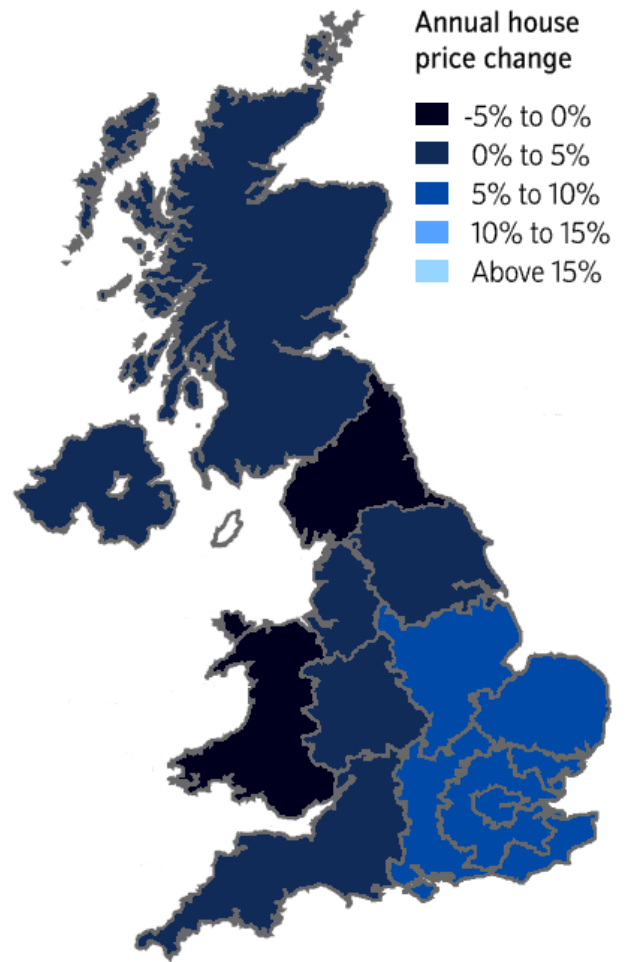 Annual house
price change
-5% to 0%
0% to 5%
5% to 10%
10% to 15%
Above 15%